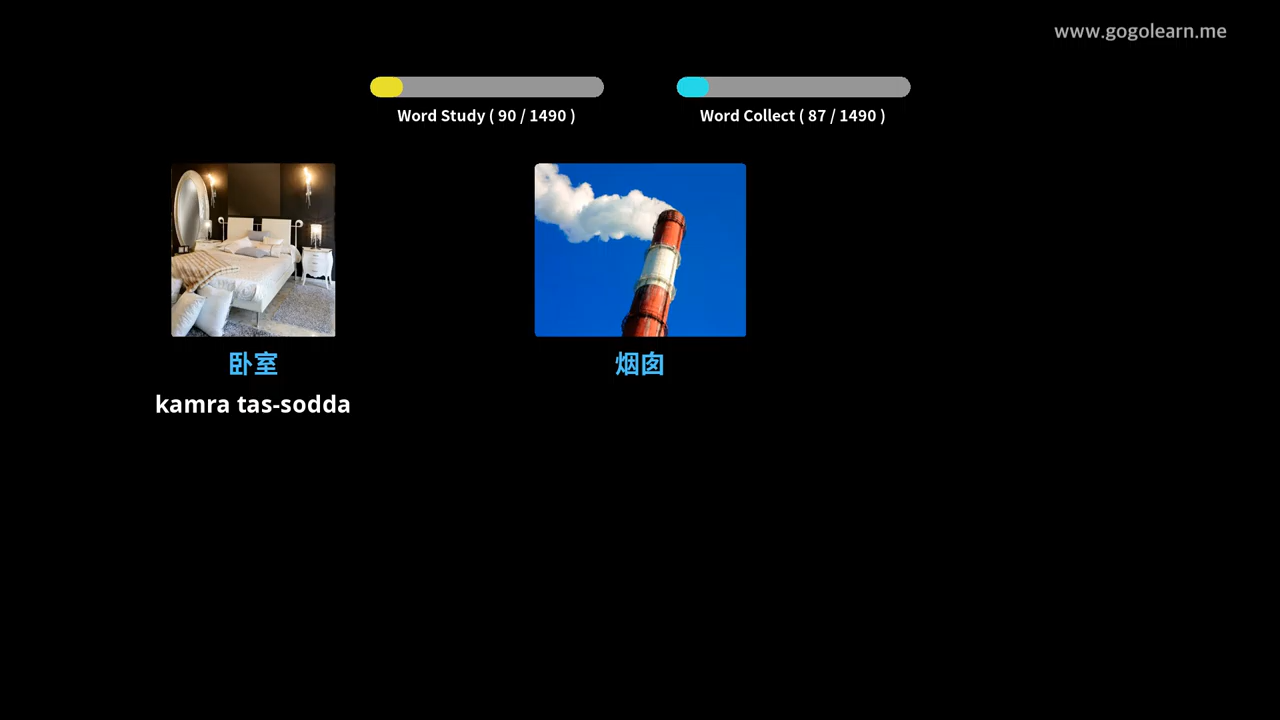 www.gogolearn.me
Word Study ( 90 / 1490 )
Word Collect ( 87 / 1490 )
卧室
烟囱
kamra tas-sodda